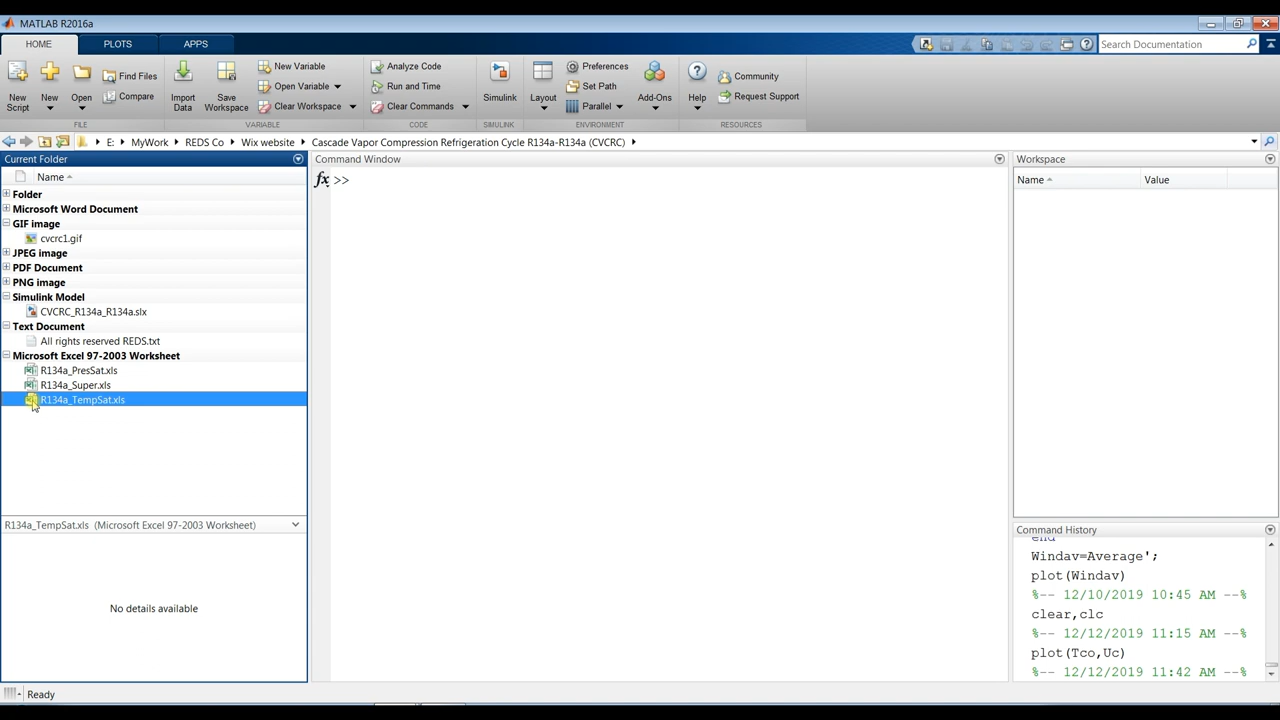 MATLAB R2016a
HOME PLOTS APPS
Search Documentation
New Script
New
Open
Find Files
Compare
FILE
Import Data
Save Workspace
New Variable
Open Variable
Clear Workspace
VARIABLE
Analyze Code
Run and Time
Clear Commands
CODE
Simulink
SIMULINK
Layout
Preferences
Set Path
Parallel
ENVIRONMENT
Add-Ons
Help
Community
Request Support
RESOURCES
E: MyWork REDS Co Wix website Cascade Vapor Compression Refrigeration Cycle R134a-R134a (CVCRC)
Current Folder
Name
Folder
Microsoft Word Document
GIF image
cvcrc1.gif
JPEG image
PDF Document
PNG image
Simulink Model
CVCRC_R134a_R134a.slx
Text Document
All rights reserved REDS.txt
Microsoft Excel 97-2003 Worksheet
R134a_PresSat.xls
R134a_Super.xls
R134a_TempSat.xls
R134a_TempSat.xls (Microsoft Excel 97-2003 Worksheet)
No details available
Command Window
fx >>
Workspace
Name Value
Command History
end
Windav=Average';
plot(Windav)
%-- 12/10/2019 10:45 AM --%
clear,clc
%-- 12/12/2019 11:15 AM --%
plot(Tco,Uc)
%-- 12/12/2019 11:42 AM --%
Ready